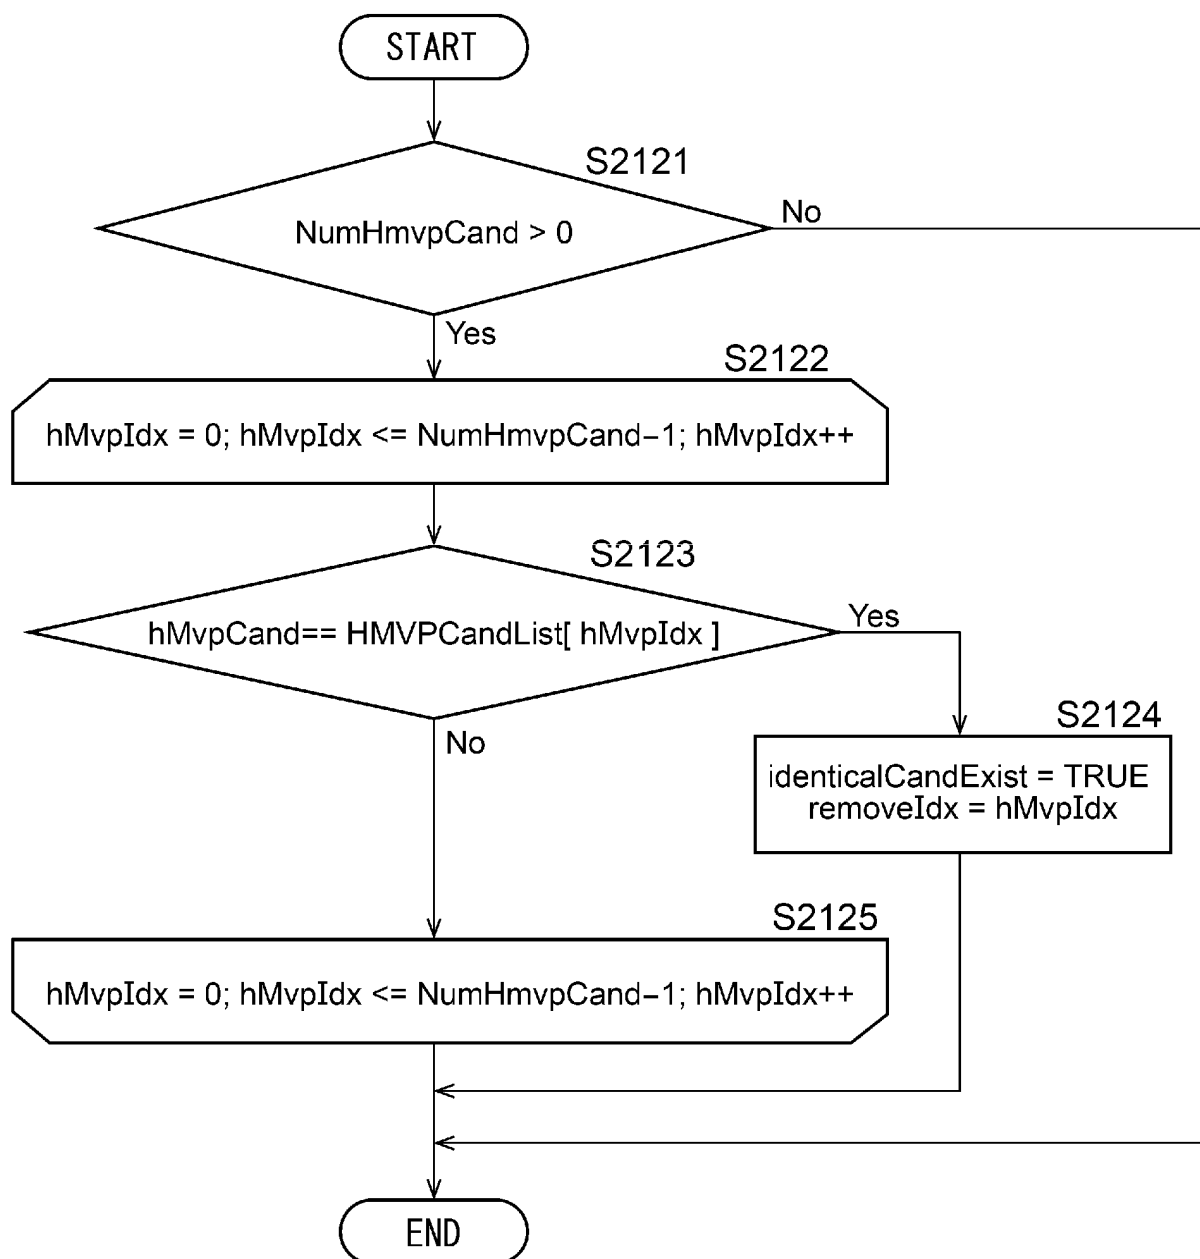 START
S2121
NumHmvpCand > 0
No
Yes
S2122
hMvpIdx = 0; hMvpIdx <= NumHmvpCand−1; hMvpIdx++
S2123
hMvpCand== HMVPCandList[ hMvpIdx ]
Yes
No
S2124
identicalCandExist = TRUE
removeIdx = hMvpIdx
S2125
hMvpIdx = 0; hMvpIdx <= NumHmvpCand−1; hMvpIdx++
END